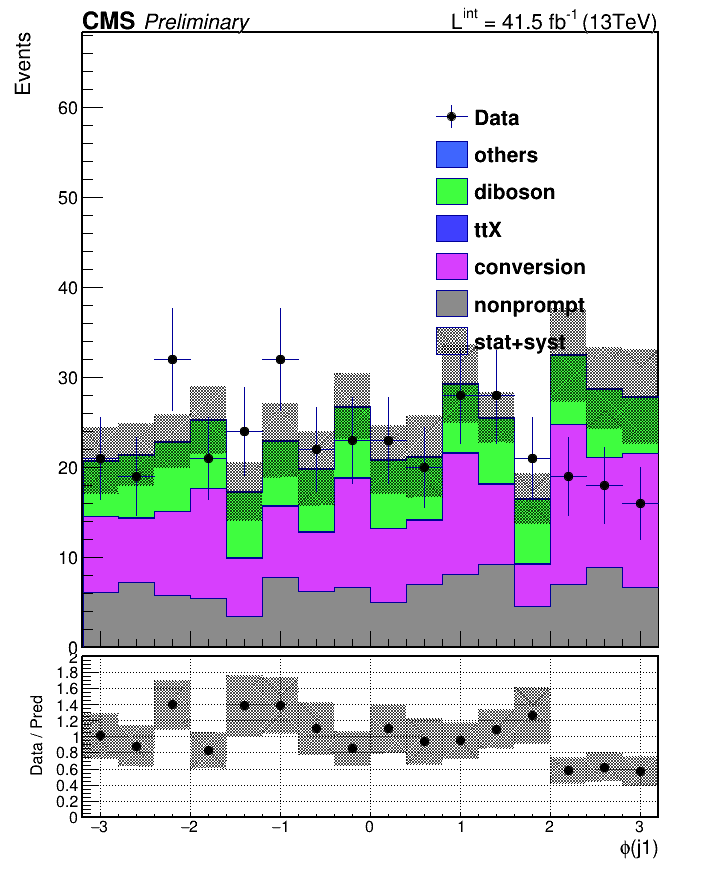 CMS Preliminary L^int = 41.5 fb^-1 (13TeV)
Events
60
50
40
30
20
10
0
Data
others
diboson
ttX
conversion
nonprompt
stat+syst
Data / Pred
2
1.8
1.6
1.4
1.2
1
0.8
0.6
0.4
0.2
0
−3 −2 −1 0 1 2 3
ϕ(j1)